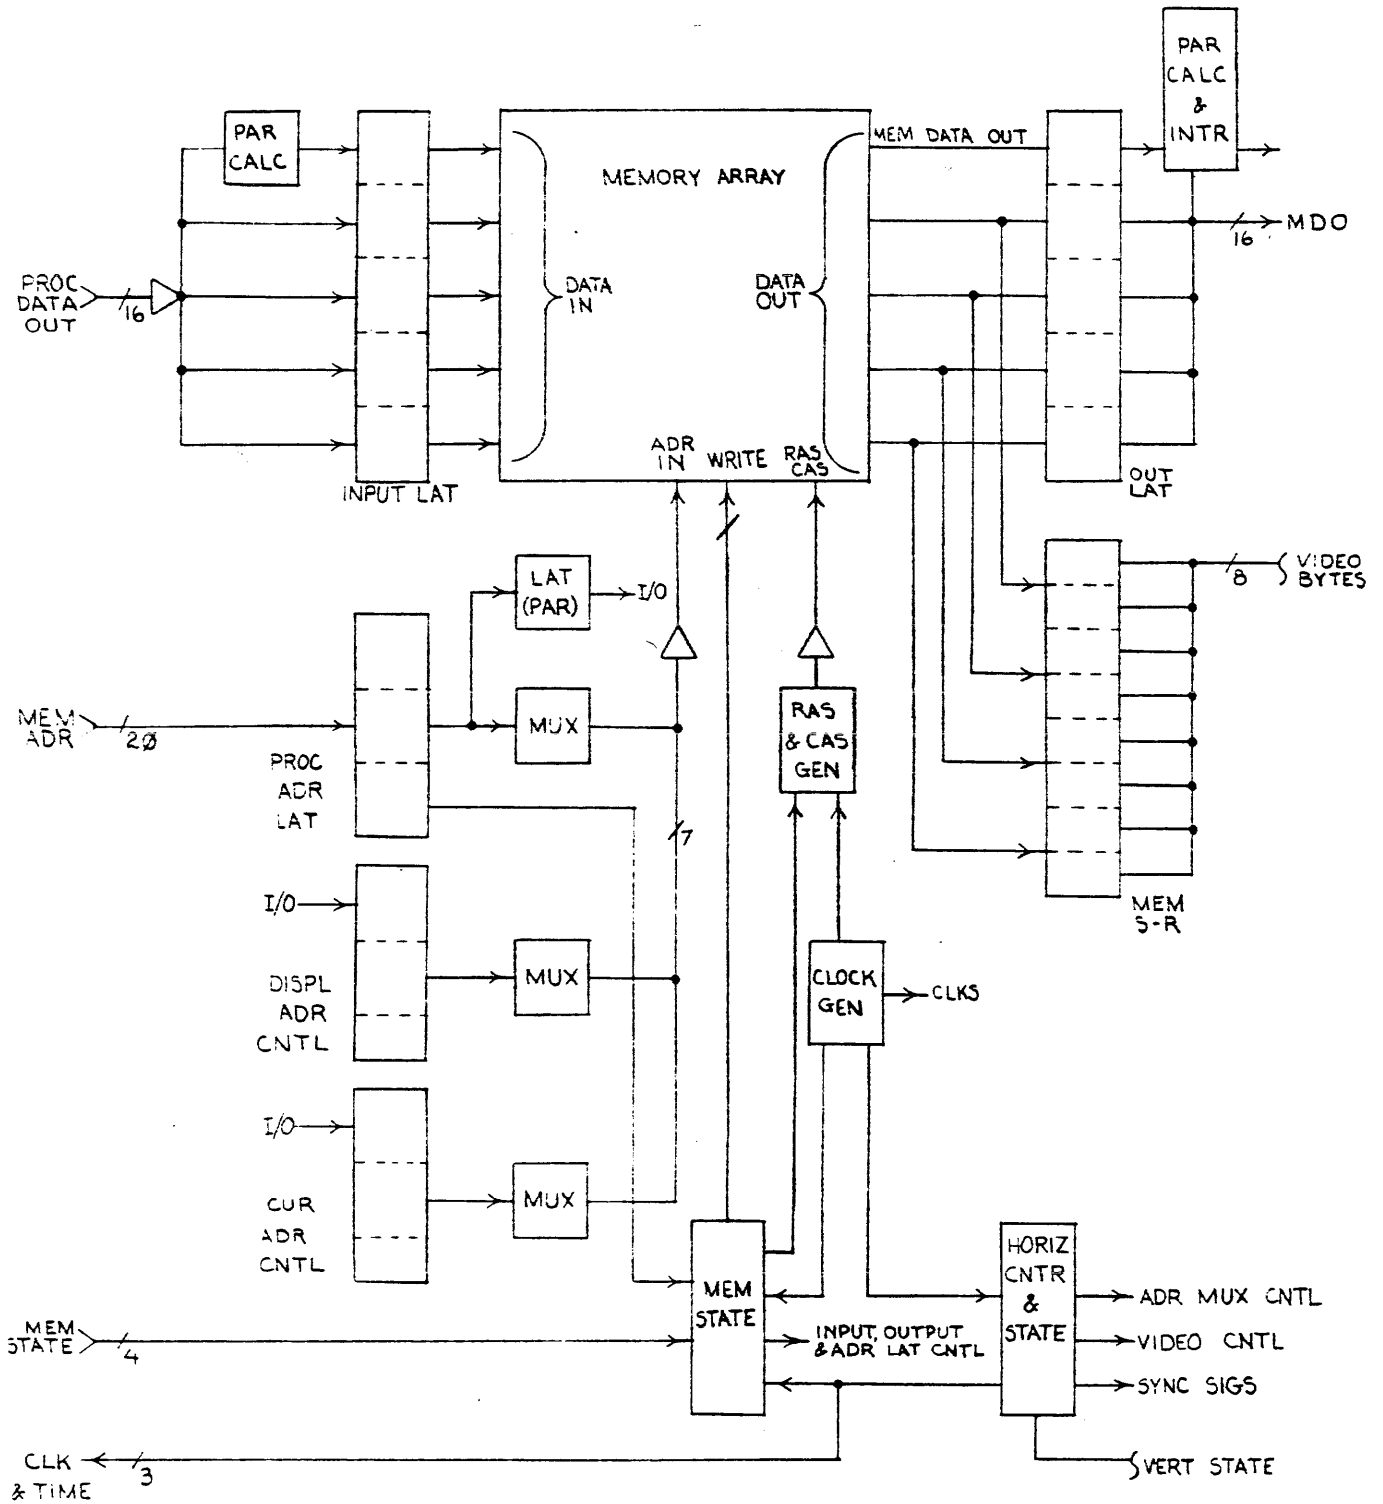 PAR
CALC
&
INTR
PAR
CALC
MEMORY ARRAY
MEM DATA OUT
16
MDO
PROC
DATA
OUT
16
DATA
IN
DATA
OUT
ADR
IN
WRITE
RAS
CAS
INPUT LAT
OUT
LAT
LAT
(PAR)
I/O
8
VIDEO
BYTES
MEM
ADR
20
MUX
RAS
& CAS
GEN
PROC
ADR
LAT
7
I/O
DISPL
ADR
CNTL
MUX
MEM
S-R
CLOCK
GEN
CLKS
I/O
CUR
ADR
CNTL
MUX
MEM
STATE
HORIZ
CNTR
&
STATE
ADR MUX CNTL
VIDEO CNTL
SYNC SIGS
MEM
STATE
4
INPUT, OUTPUT
& ADR LAT CNTL
CLK
& TIME
3
VERT STATE